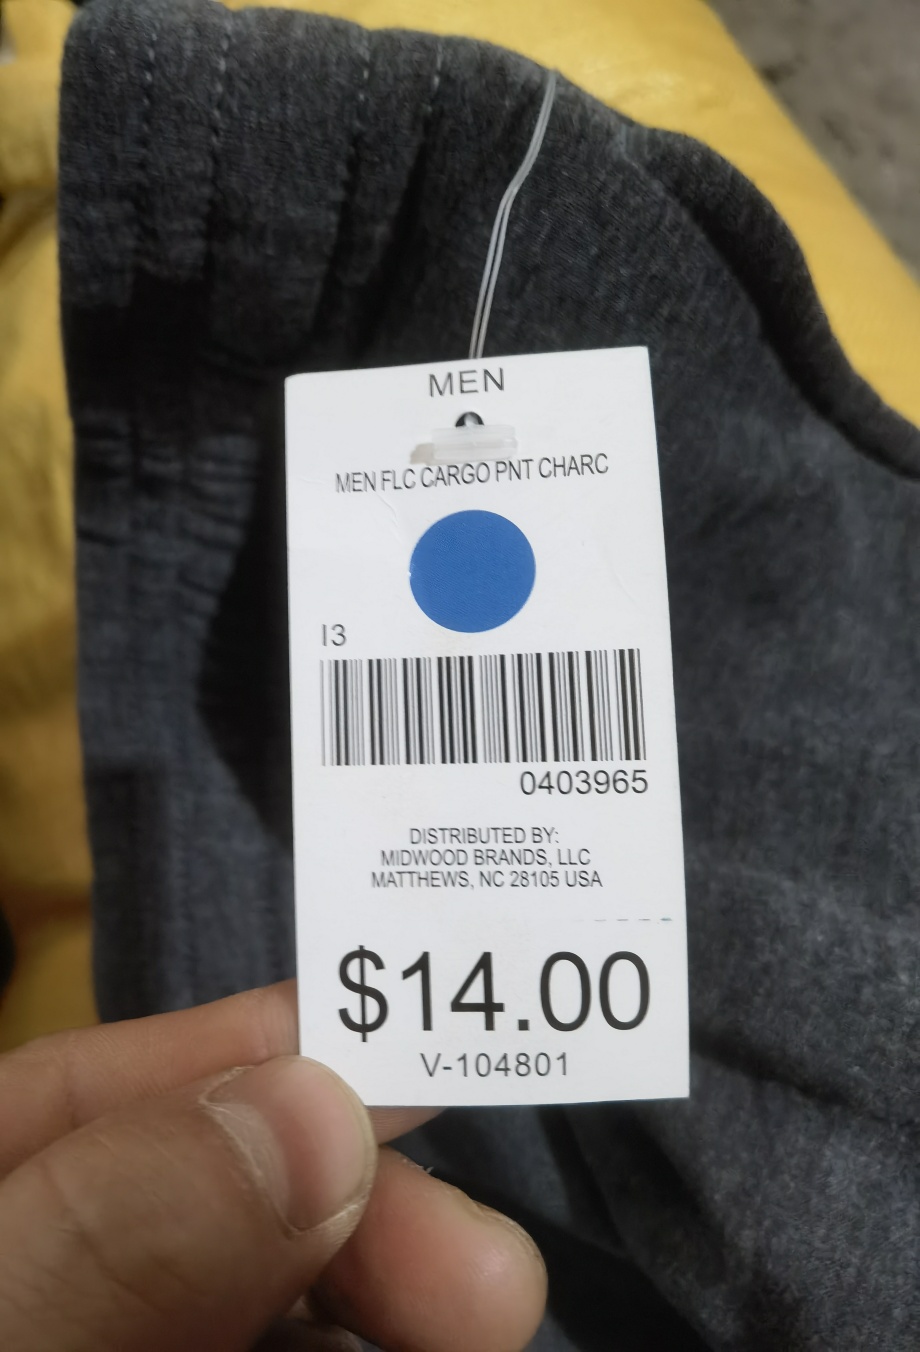 MEN
MEN FLC CARGO PNT CHARC
I3
0403965
DISTRIBUTED BY:
MIDWOOD BRANDS, LLC
MATTHEWS, NC 28105 USA
$14.00
V-104801